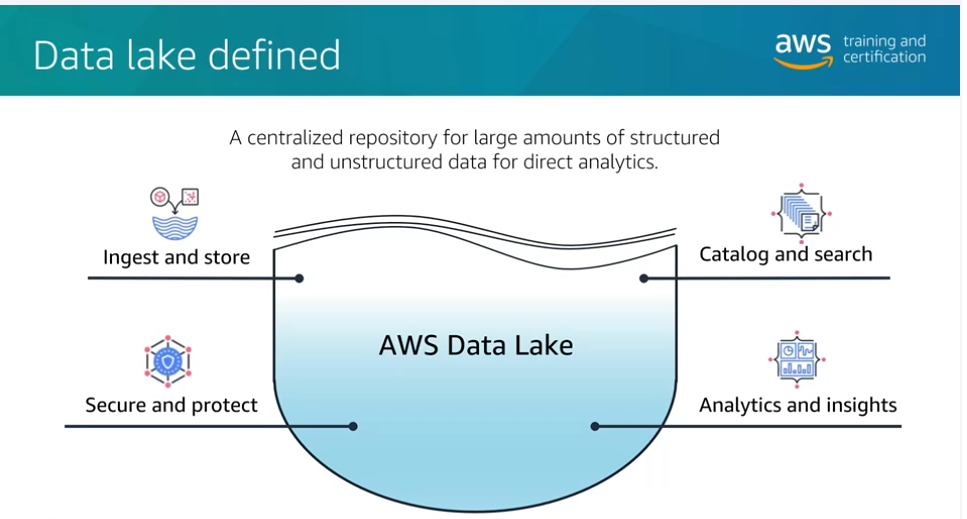 Data lake defined
aws training and
certification
A centralized repository for large amounts of structured
and unstructured data for direct analytics.
Ingest and store
Catalog and search
AWS Data Lake
Secure and protect
Analytics and insights